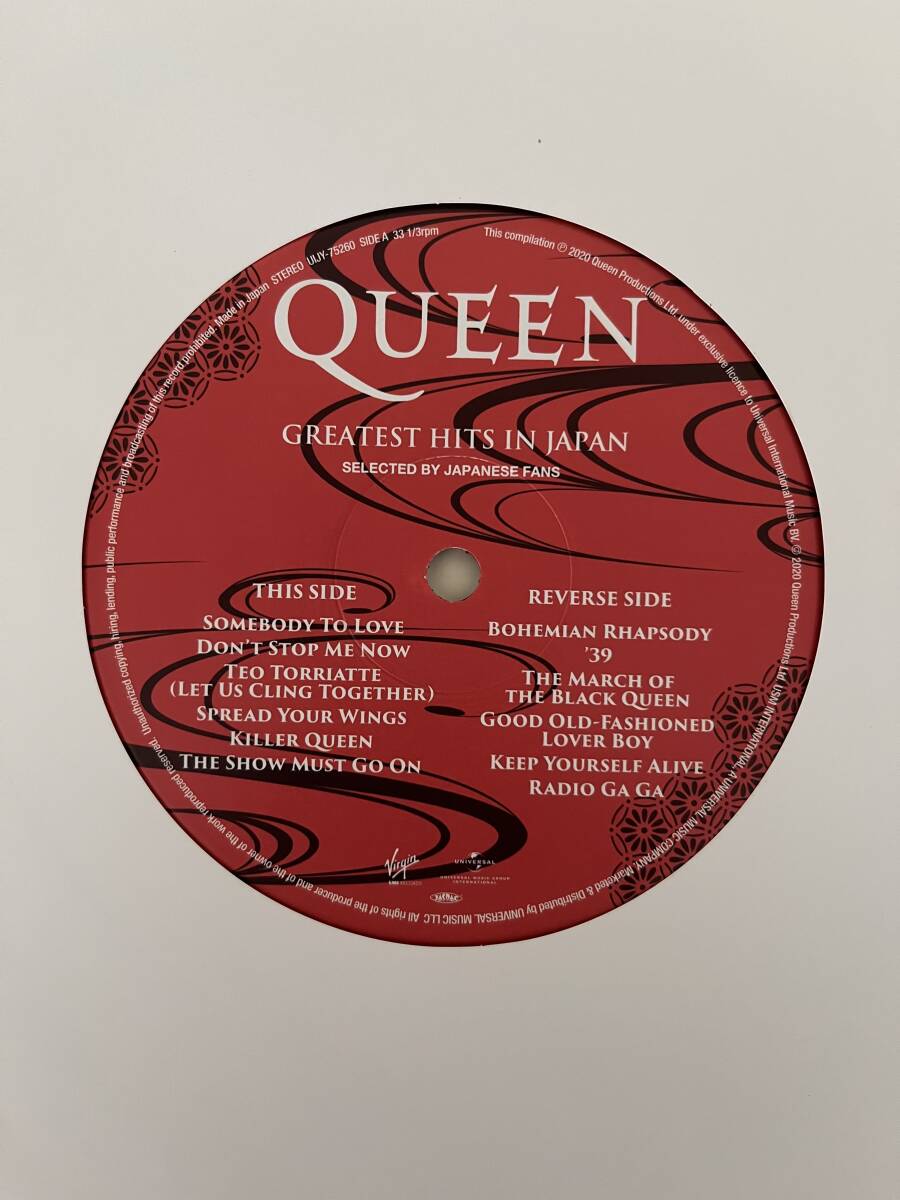 STEREO UIJY-75260 SIDE A 33 1/3rpm
This compilation ℗ 2020 Queen Productions Ltd. under exclusive licence to Universal International Music BV. © 2020 Queen Productions Ltd. USM INTERNATIONAL A UNIVERSAL MUSIC COMPANY, Marketed & Distributed by UNIVERSAL MUSIC LLC All rights of the producer and of the owner of the work reproduced reserved. Unauthorized copying, hiring, lending, public performance and broadcasting of this record prohibited. Made in Japan
QUEEN
GREATEST HITS IN JAPAN
SELECTED BY JAPANESE FANS
THIS SIDE
SOMEBODY TO LOVE
DON'T STOP ME NOW
TEO TORRIATTE
(LET US CLING TOGETHER)
SPREAD YOUR WINGS
KILLER QUEEN
THE SHOW MUST GO ON
REVERSE SIDE
BOHEMIAN RHAPSODY
'39
THE MARCH OF
THE BLACK QUEEN
GOOD OLD-FASHIONED
LOVER BOY
KEEP YOURSELF ALIVE
RADIO GA GA
Virgin
EMI RECORDS
UNIVERSAL
UNIVERSAL MUSIC GROUP
INTERNATIONAL
JASRAC